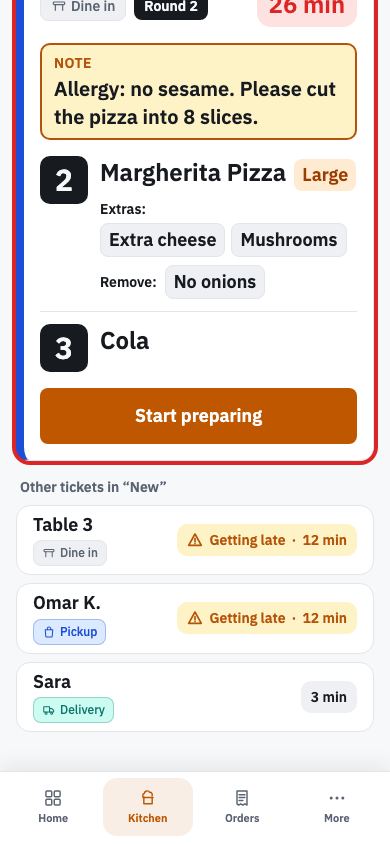 Dine in
Round 2
26 min
NOTE
Allergy: no sesame. Please cut
the pizza into 8 slices.
2
Margherita Pizza
Large
Extras:
Extra cheese
Mushrooms
Remove:
No onions
3
Cola
Start preparing
Other tickets in “New”
Table 3
Dine in
Getting late · 12 min
Omar K.
Pickup
Getting late · 12 min
Sara
Delivery
3 min
Home
Kitchen
Orders
More